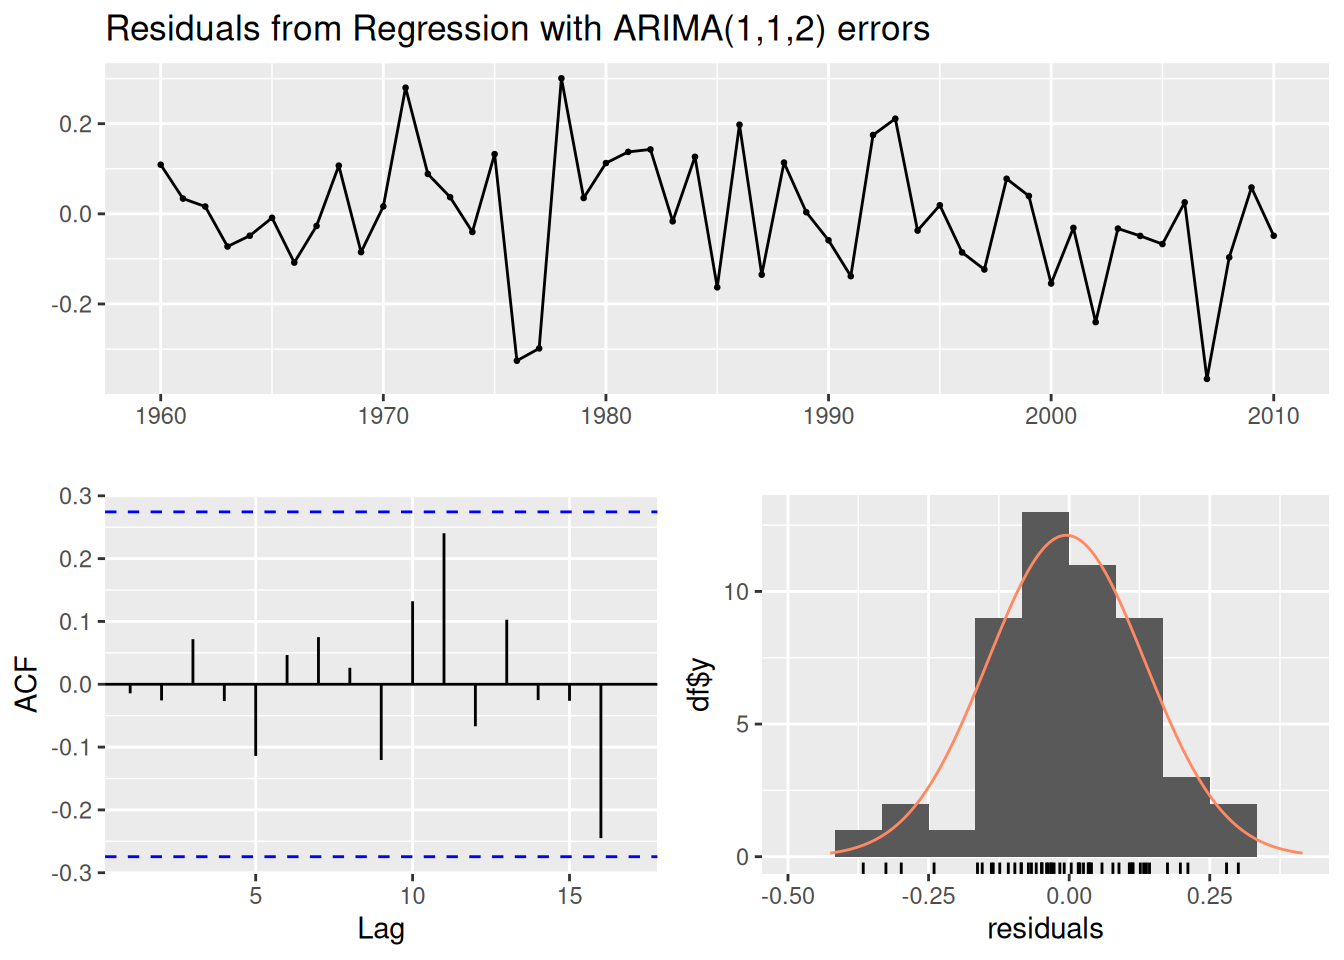 Residuals from Regression with ARIMA(1,1,2) errors
0.2
0.0
-0.2
1960 1970 1980 1990 2000 2010
0.3
0.2
0.1
0.0
-0.1
-0.2
-0.3
ACF
5 10 15
Lag
10
5
0
df$y
-0.50 -0.25 0.00 0.25
residuals